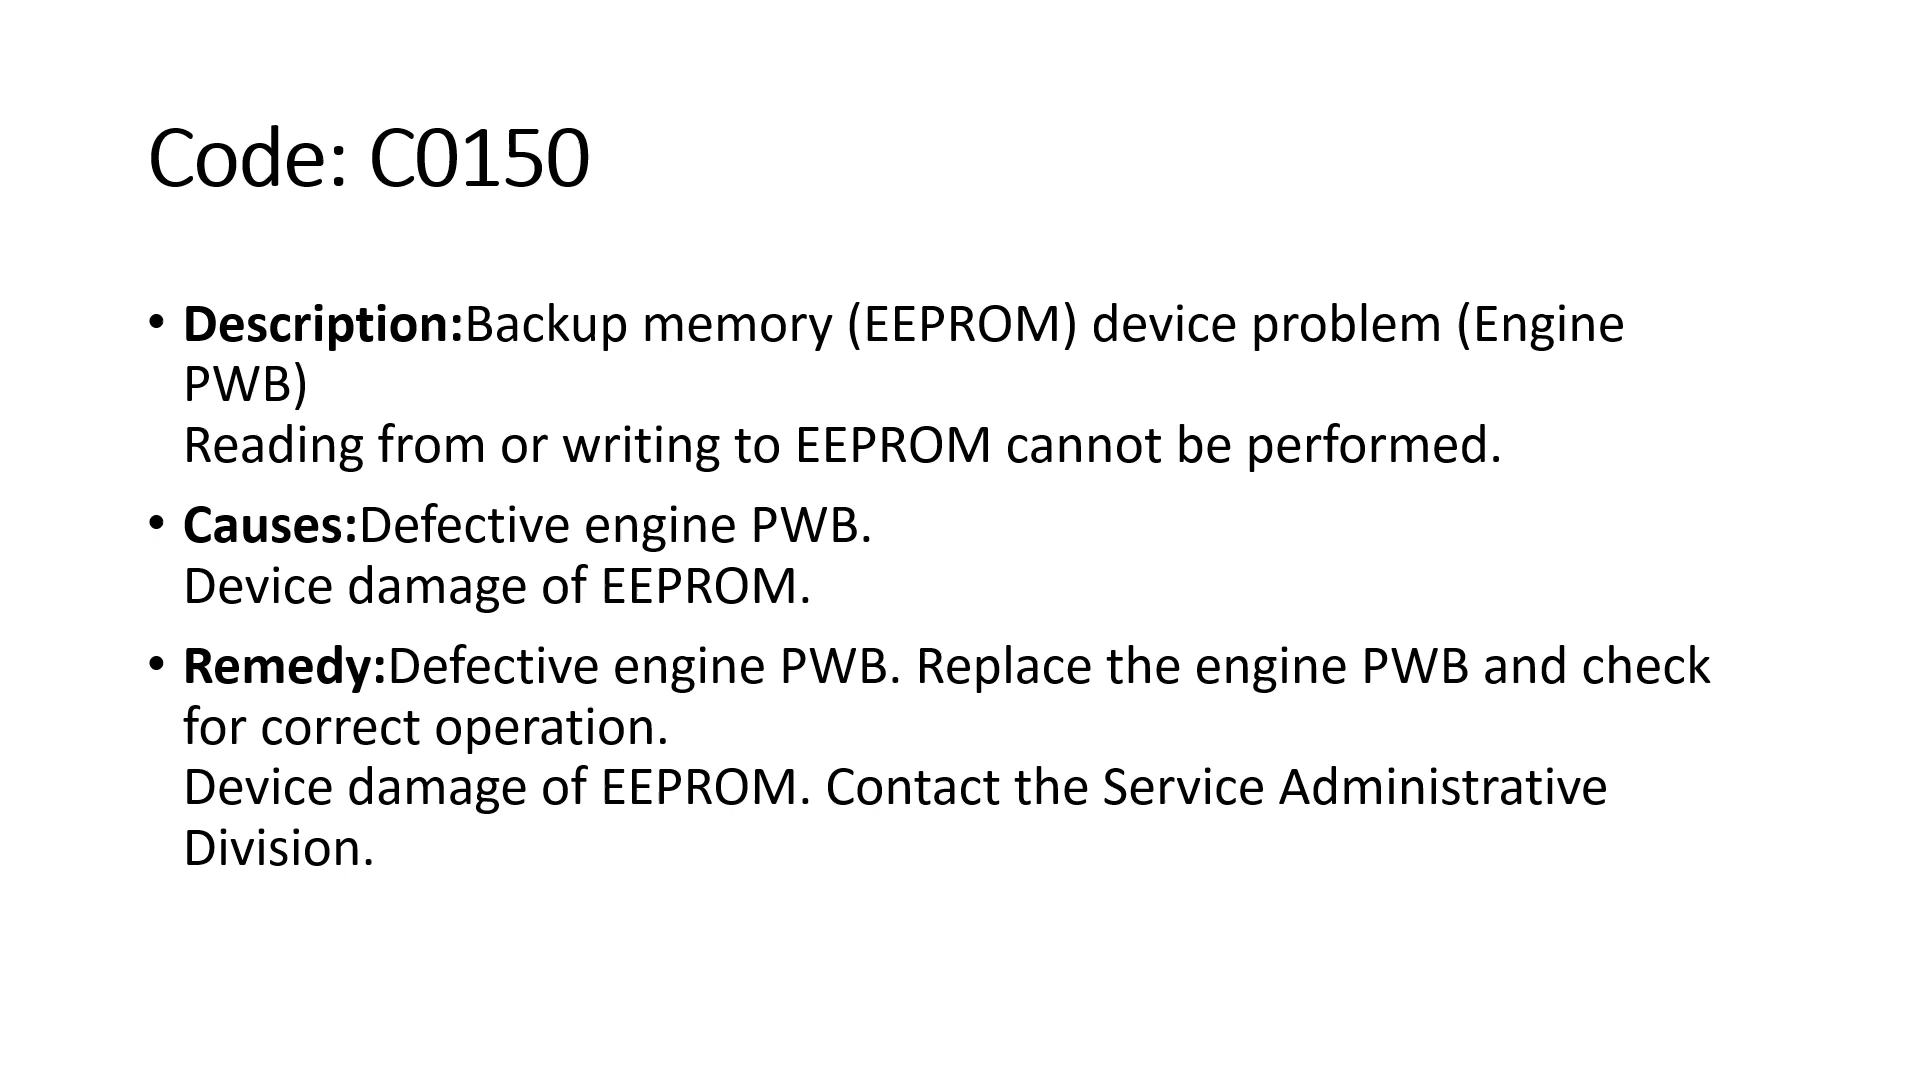 Code: C0150
• Description:Backup memory (EEPROM) device problem (Engine
PWB)
Reading from or writing to EEPROM cannot be performed.
• Causes:Defective engine PWB.
Device damage of EEPROM.
• Remedy:Defective engine PWB. Replace the engine PWB and check
for correct operation.
Device damage of EEPROM. Contact the Service Administrative
Division.